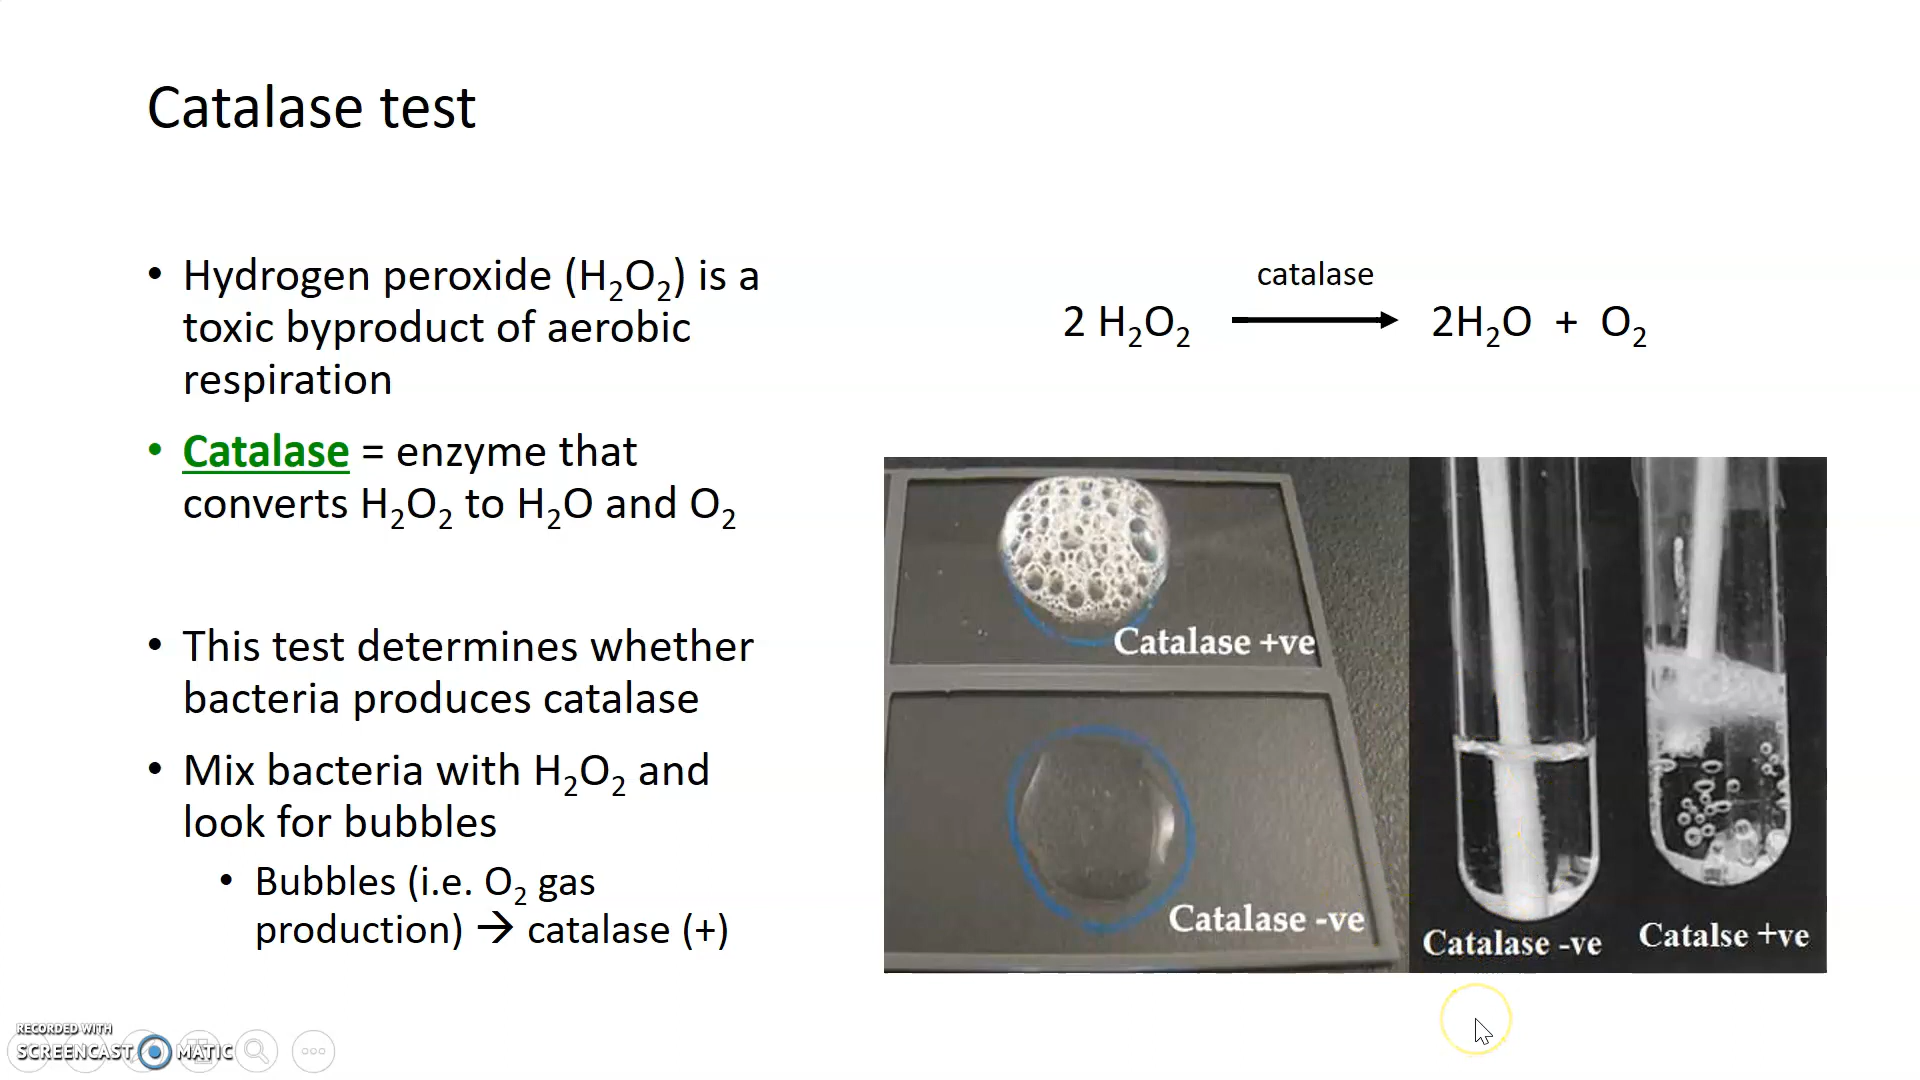 Catalase test
• Hydrogen peroxide (H₂O₂) is a
toxic byproduct of aerobic
respiration
• Catalase = enzyme that
converts H₂O₂ to H₂O and O₂
• This test determines whether
bacteria produces catalase
• Mix bacteria with H₂O₂ and
look for bubbles
• Bubbles (i.e. O₂ gas
production) → catalase (+)
catalase
2 H₂O₂ → 2H₂O + O₂
Catalase +ve
Catalase -ve
Catalase -ve
Catalse +ve
RECORDED WITH
SCREENCAST MATIC